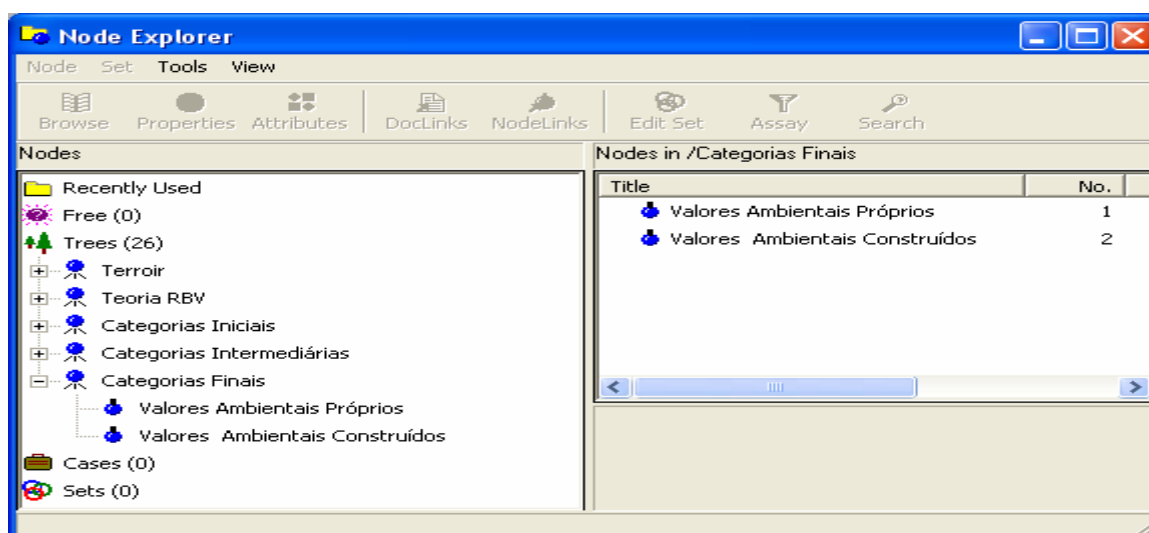 Node Explorer
Node Set Tools View
Browse Properties Attributes DocLinks NodeLinks Edit Set Assay Search
Nodes
Recently Used
Free (0)
Trees (26)
Terroir
Teoria RBV
Categorias Iniciais
Categorias Intermediárias
Categorias Finais
Valores Ambientais Próprios
Valores Ambientais Construídos
Cases (0)
Sets (0)
Nodes in /Categorias Finais
Title No.
Valores Ambientais Próprios 1
Valores Ambientais Construídos 2